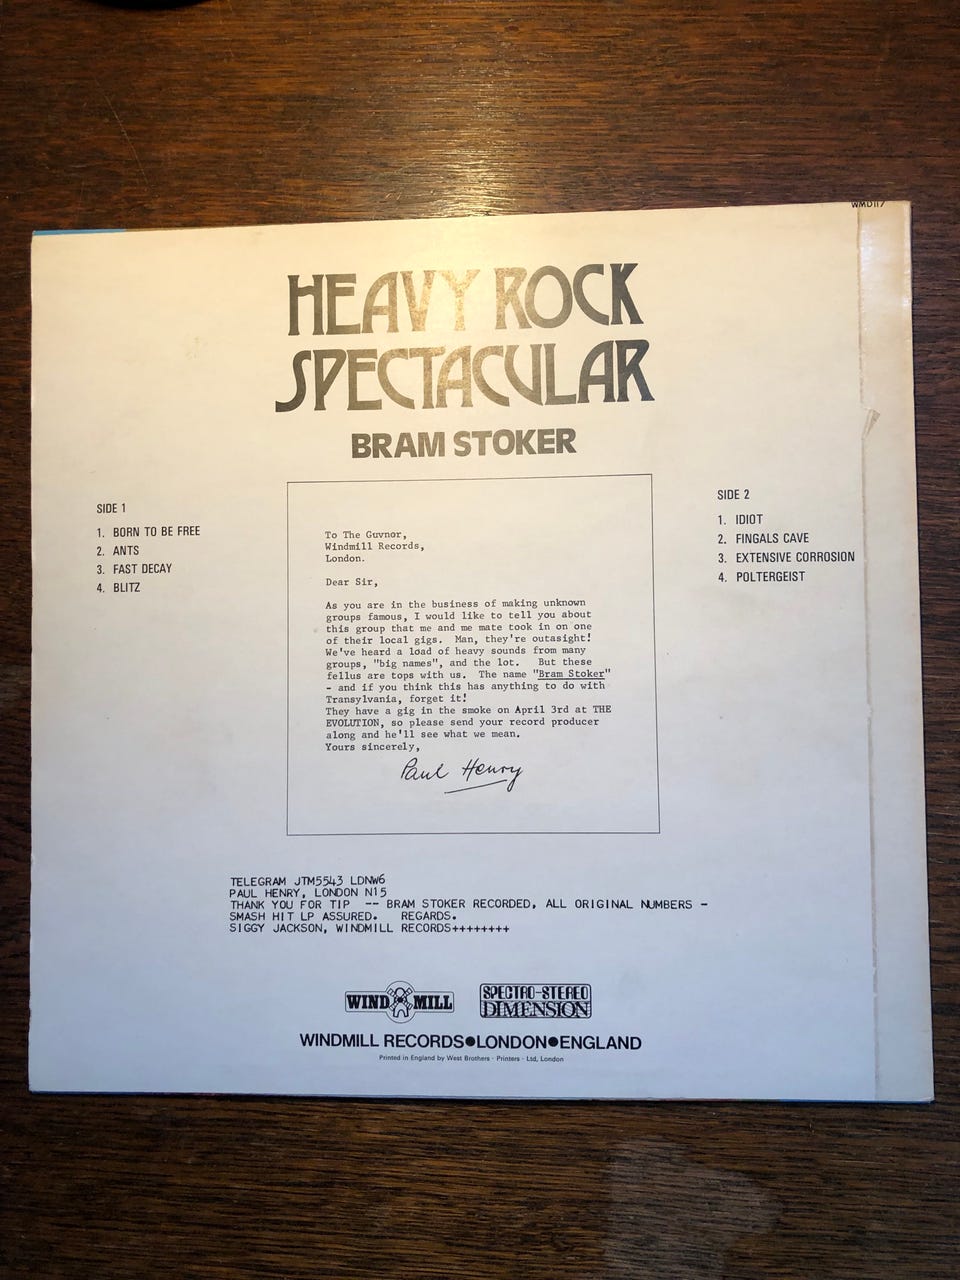 WMD117
HEAVY ROCK
SPECTACULAR
BRAM STOKER
SIDE 1
1. BORN TO BE FREE
2. ANTS
3. FAST DECAY
4. BLITZ
To The Guvnor,
Windmill Records,
London.
Dear Sir,
As you are in the business of making unknown
groups famous, I would like to tell you about
this group that me and me mate took in on one
of their local gigs. Man, they're outasight!
We've heard a load of heavy sounds from many
groups, "big names", and the lot. But these
fellus are tops with us. The name "Bram Stoker"
- and if you think this has anything to do with
Transylvania, forget it!
They have a gig in the smoke on April 3rd at THE
EVOLUTION, so please send your record producer
along and he'll see what we mean.
Yours sincerely,
Paul Henry
SIDE 2
1. IDIOT
2. FINGALS CAVE
3. EXTENSIVE CORROSION
4. POLTERGEIST
TELEGRAM JTM5543 LDNW6
PAUL HENRY, LONDON N15
THANK YOU FOR TIP -- BRAM STOKER RECORDED, ALL ORIGINAL NUMBERS -
SMASH HIT LP ASSURED. REGARDS.
SIGGY JACKSON, WINDMILL RECORDS++++++++
WIND MILL
SPECTRO-STEREO
DIMENSION
WINDMILL RECORDS●LONDON●ENGLAND
Printed in England by West Brothers · Printers · Ltd, London